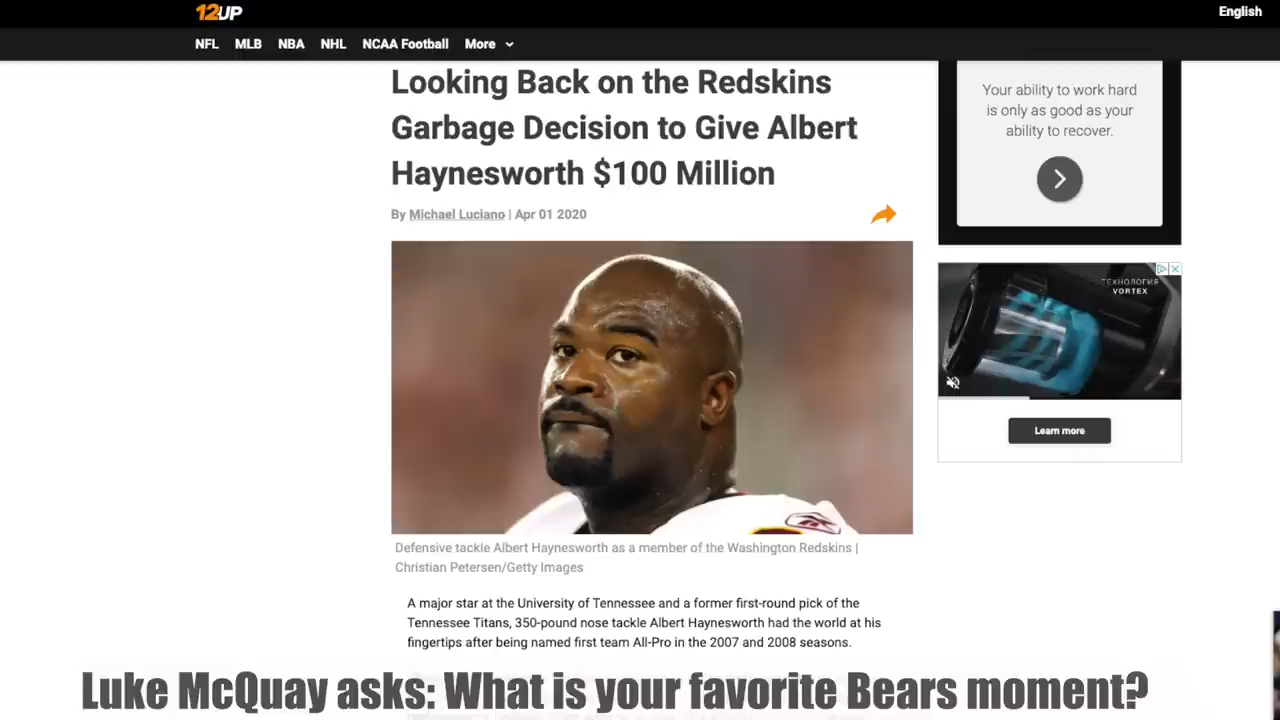 12UP
English
NFL MLB NBA NHL NCAA Football More
Looking Back on the Redskins
Garbage Decision to Give Albert
Haynesworth $100 Million
By Michael Luciano | Apr 01 2020
Your ability to work hard
is only as good as your
ability to recover.
ТЕХНОЛОГИЯ
VORTEX
Learn more
Defensive tackle Albert Haynesworth as a member of the Washington Redskins |
Christian Petersen/Getty Images
A major star at the University of Tennessee and a former first-round pick of the
Tennessee Titans, 350-pound nose tackle Albert Haynesworth had the world at his
fingertips after being named first team All-Pro in the 2007 and 2008 seasons.
Luke McQuay asks: What is your favorite Bears moment?